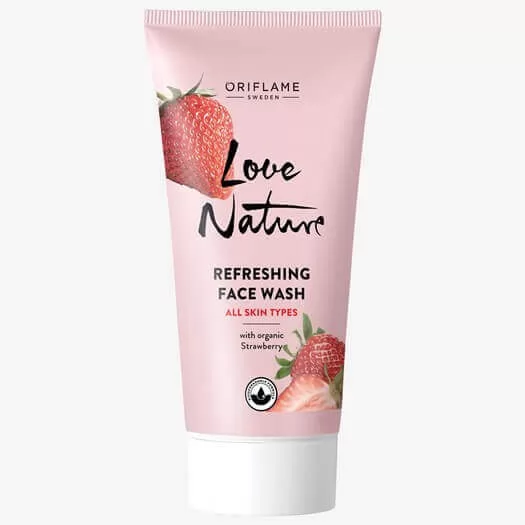 ORIFLAME
SWEDEN
Love
Nature
REFRESHING
FACE WASH
ALL SKIN TYPES
with organic
Strawberry